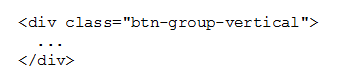 <div class="btn-group-vertical">
  ...
</div>